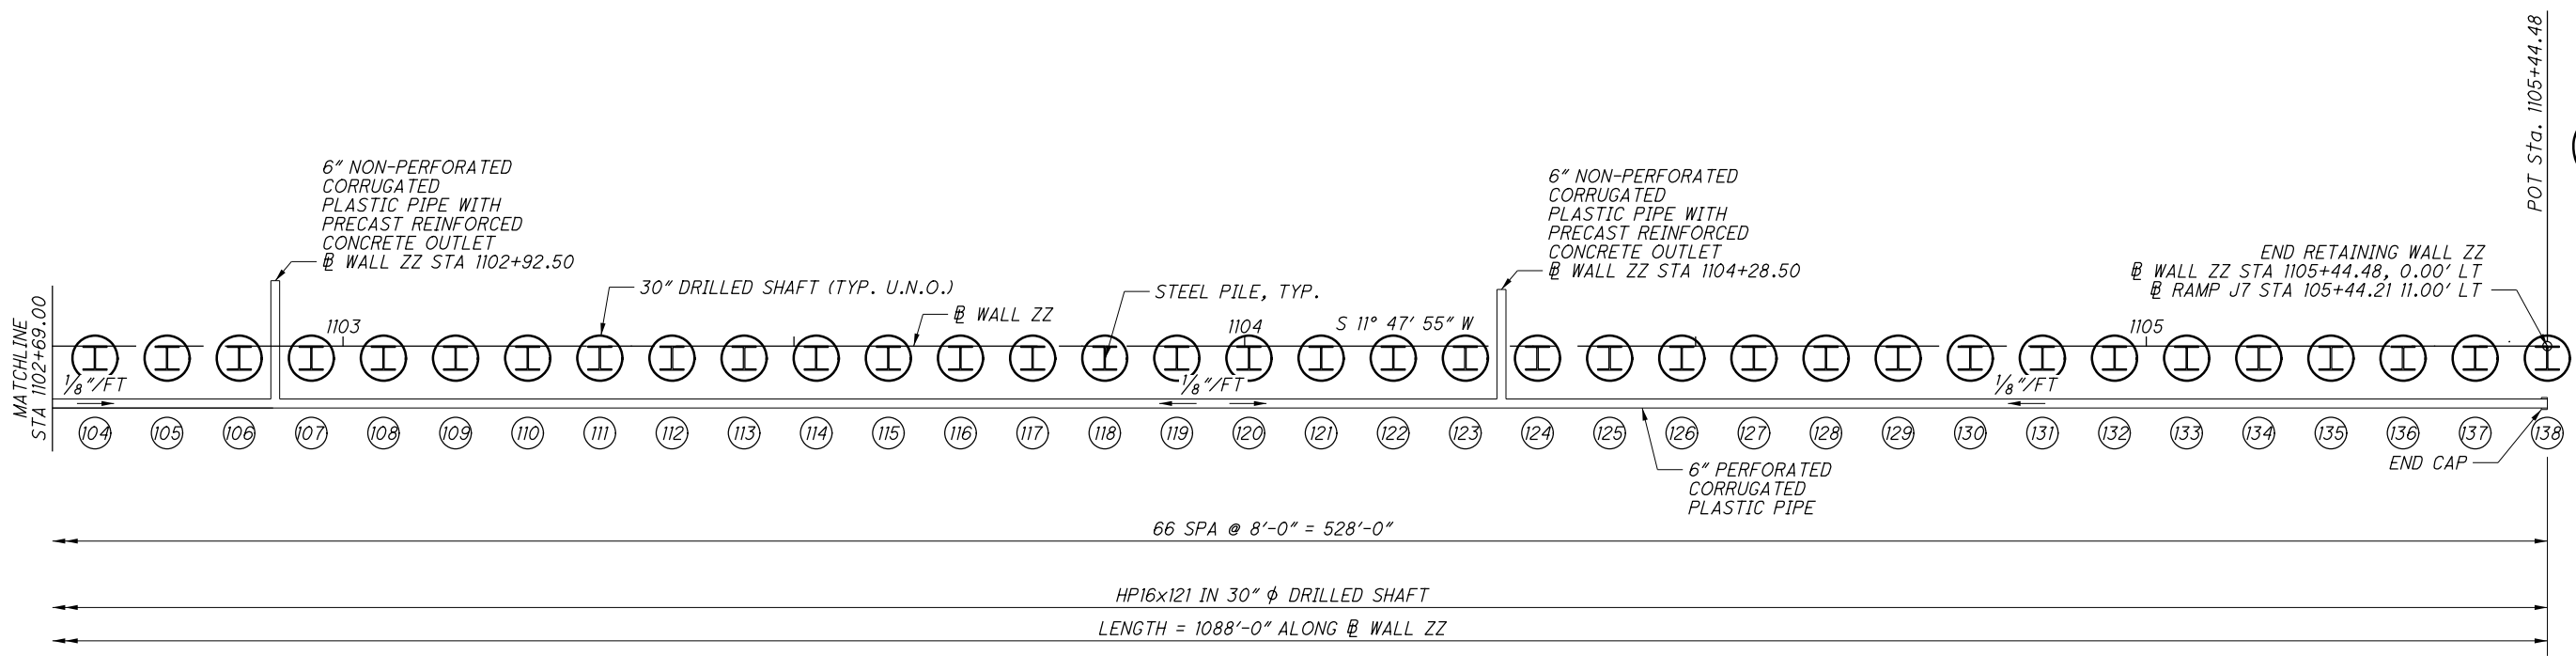 POT Sta. 1105+44.48
6" NON-PERFORATED
CORRUGATED
PLASTIC PIPE WITH
PRECAST REINFORCED
CONCRETE OUTLET
℄ WALL ZZ STA 1102+92.50
6" NON-PERFORATED
CORRUGATED
PLASTIC PIPE WITH
PRECAST REINFORCED
CONCRETE OUTLET
℄ WALL ZZ STA 1104+28.50
END RETAINING WALL ZZ
℄ WALL ZZ STA 1105+44.48, 0.00' LT
℄ RAMP J7 STA 105+44.21 11.00' LT
30" DRILLED SHAFT (TYP. U.N.O.)
STEEL PILE, TYP.
℄ WALL ZZ
MATCHLINE
STA 1102+69.00
1103
1104
S 11° 47' 55" W
1105
1/8"/FT
1/8"/FT
1/8"/FT
104 105 106 107 108 109 110 111 112 113 114 115 116 117 118 119 120 121 122 123 124 125 126 127 128 129 130 131 132 133 134 135 136 137 138
6" PERFORATED
CORRUGATED
PLASTIC PIPE
END CAP
66 SPA @ 8'-0" = 528'-0"
HP16x121 IN 30" ϕ DRILLED SHAFT
LENGTH = 1088'-0" ALONG ℄ WALL ZZ